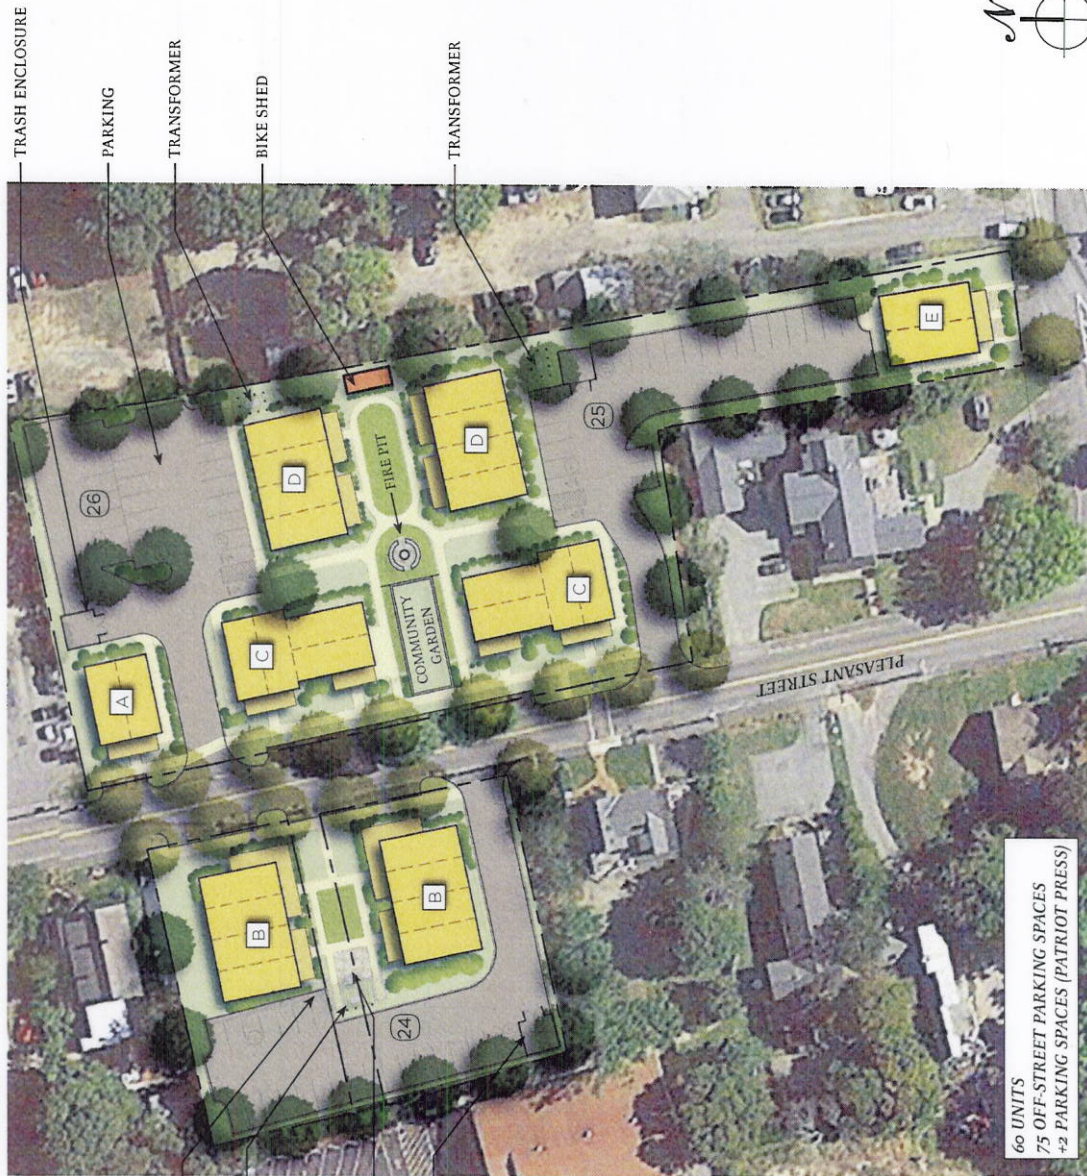 TRASH ENCLOSURE
PARKING
TRANSFORMER
BIKE SHED
TRANSFORMER
N
26
A
C
D
FIRE PIT
COMMUNITY
GARDEN
D
C
25
E
B
B
24
PLEASANT STREET
60 UNITS
75 OFF-STREET PARKING SPACES
+2 PARKING SPACES (PATRIOT PRESS)